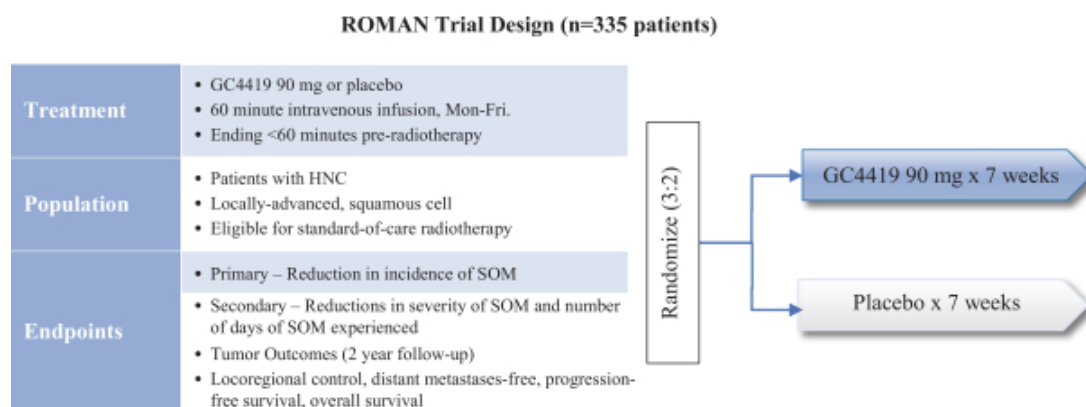 ROMAN Trial Design (n=335 patients)
Treatment
• GC4419 90 mg or placebo
• 60 minute intravenous infusion, Mon-Fri.
• Ending <60 minutes pre-radiotherapy
Population
• Patients with HNC
• Locally-advanced, squamous cell
• Eligible for standard-of-care radiotherapy
Endpoints
• Primary – Reduction in incidence of SOM
• Secondary – Reductions in severity of SOM and number
of days of SOM experienced
• Tumor Outcomes (2 year follow-up)
• Locoregional control, distant metastases-free, progression-
free survival, overall survival
Randomize (3:2)
GC4419 90 mg x 7 weeks
Placebo x 7 weeks